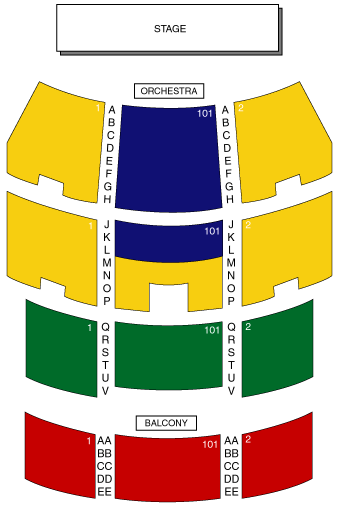 STAGE
ORCHESTRA
1 A 101 A 2
B B
C C
D D
E E
F F
G G
H H
1 J 101 J 2
K K
L L
M M
N N
O O
P P
1 Q 101 Q 2
R R
S S
T T
U U
V V
BALCONY
1 AA 101 AA 2
BB BB
CC CC
DD DD
EE EE